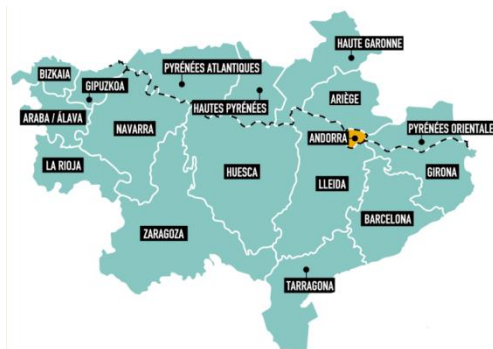 HAUTE GARONNE
PYRÉNÉES ATLANTIQUES
BIZKAIA
GIPUZKOA
ARIÈGE
HAUTES PYRÉNÉES
ARABA / ÁLAVA
NAVARRA
PYRÉNÉES ORIENTALE
ANDORRA
LA RIOJA
HUESCA
GIRONA
LLEIDA
BARCELONA
ZARAGOZA
TARRAGONA